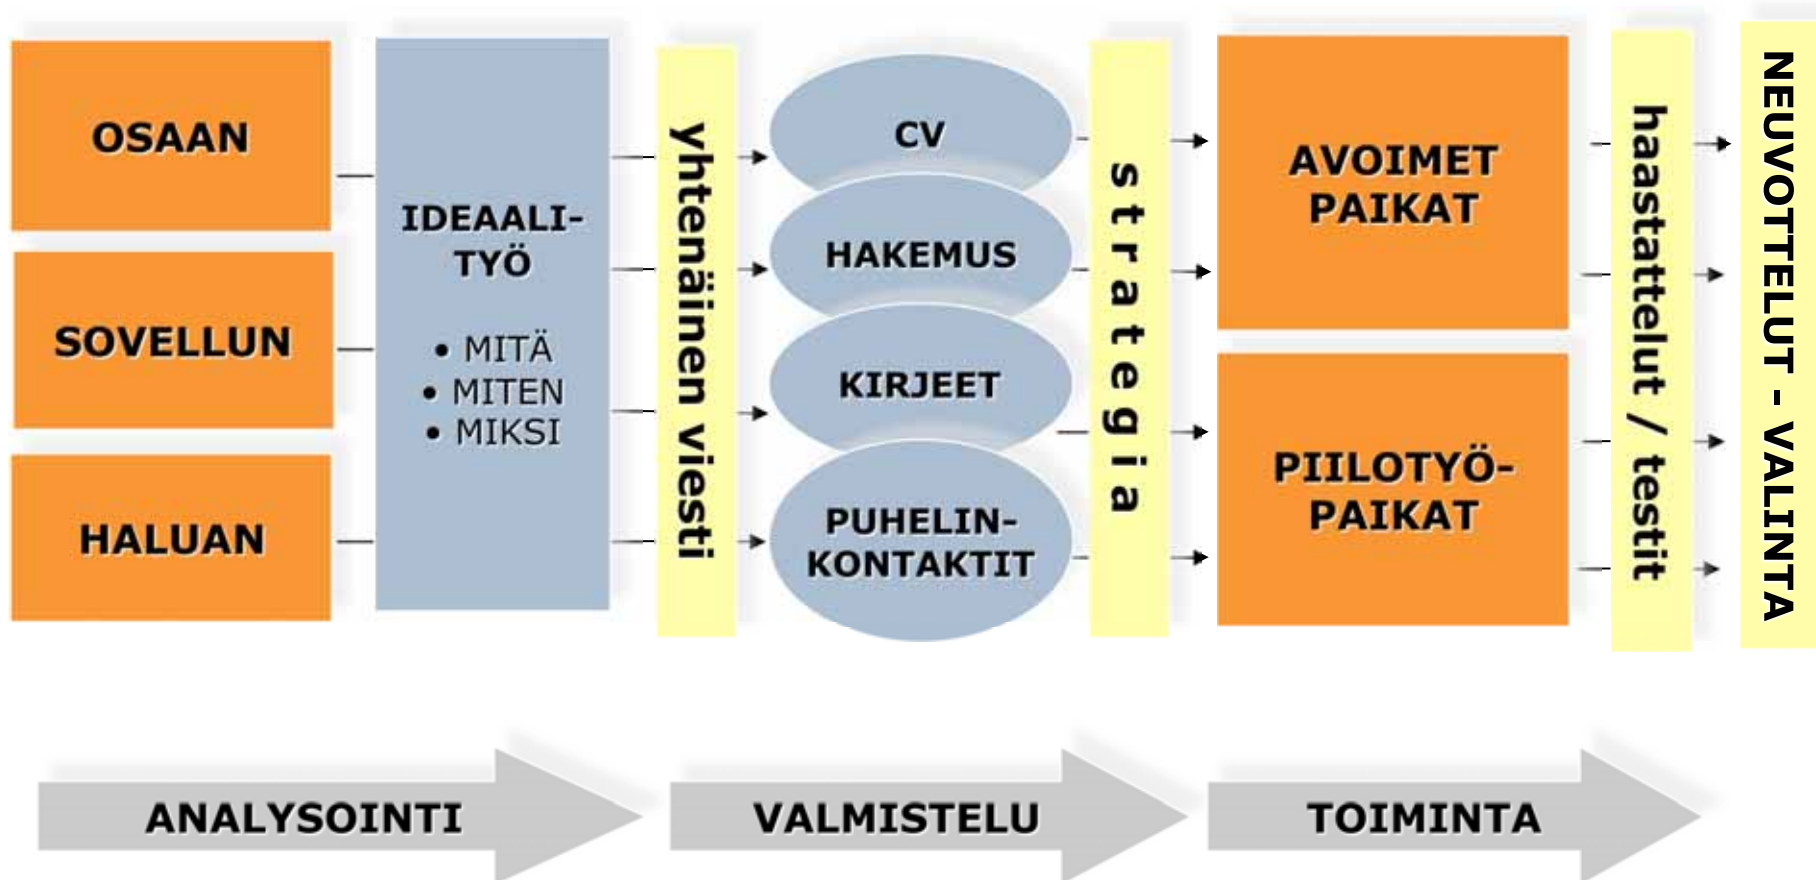 OSAAN
SOVELLUN
HALUAN
IDEAALI-
TYÖ
• MITÄ
• MITEN
• MIKSI
yhtenäinen viesti
CV
HAKEMUS
KIRJEET
PUHELIN-
KONTAKTIT
strategia
AVOIMET
PAIKAT
PIILOTYÖ-
PAIKAT
haastattelut / testit
NEUVOTTELUT - VALINTA
ANALYSOINTI
VALMISTELU
TOIMINTA